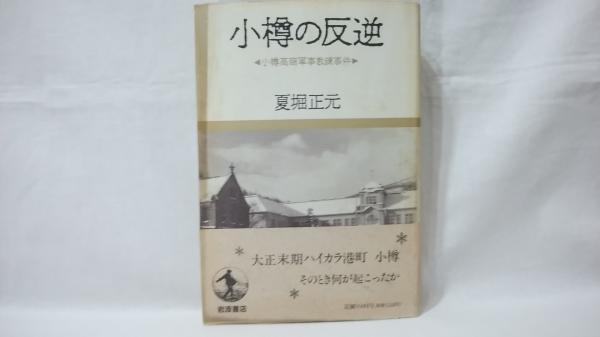 小樽の反逆
◀小樽高商軍事教練事件▶
夏堀正元
大正末期ハイカラ港町 小樽
そのとき何が起こったか
岩波書店